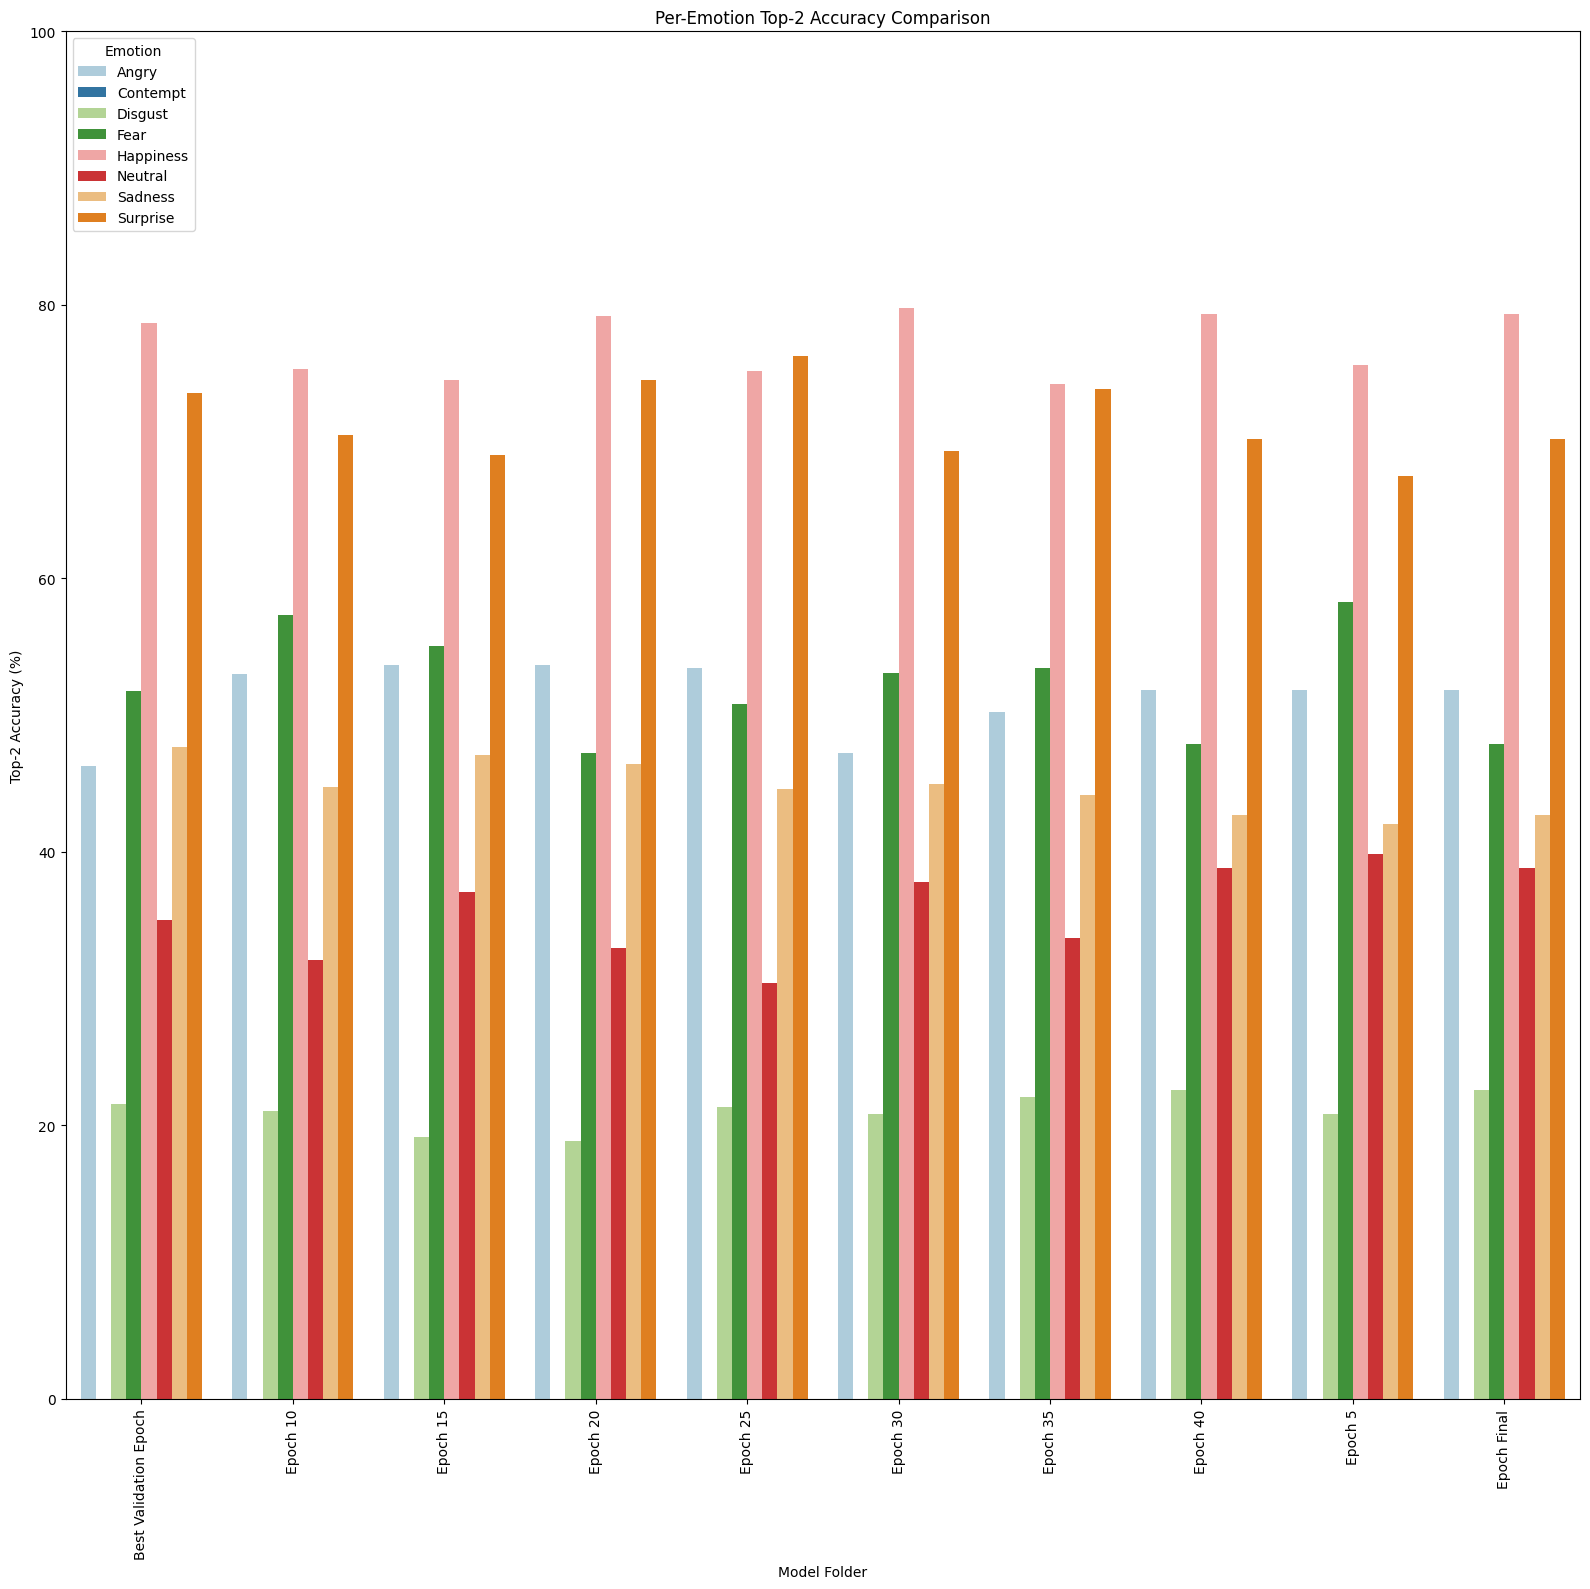 Per-Emotion Top-2 Accuracy Comparison
Emotion
Angry
Contempt
Disgust
Fear
Happiness
Neutral
Sadness
Surprise
Top-2 Accuracy (%)
100
80
60
40
20
0
Best Validation Epoch
Epoch 10
Epoch 15
Epoch 20
Epoch 25
Epoch 30
Epoch 35
Epoch 40
Epoch 5
Epoch Final
Model Folder